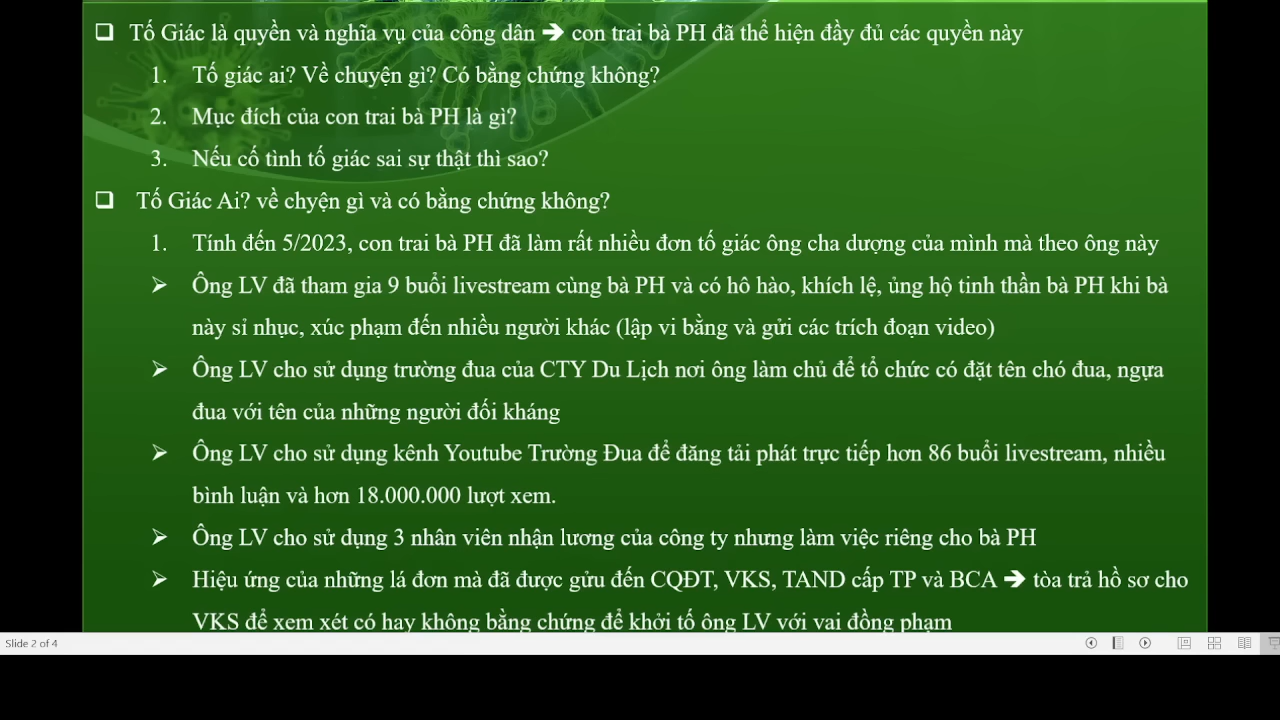 ❑ Tố Giác là quyền và nghĩa vụ của công dân 🡺 con trai bà PH đã thể hiện đầy đủ các quyền này
1. Tố giác ai? Về chuyện gì? Có bằng chứng không?
2. Mục đích của con trai bà PH là gì?
3. Nếu cố tình tố giác sai sự thật thì sao?
❑ Tố Giác Ai? về chyện gì và có bằng chứng không?
1. Tính đến 5/2023, con trai bà PH đã làm rất nhiều đơn tố giác ông cha dượng của mình mà theo ông này
➢ Ông LV đã tham gia 9 buổi livestream cùng bà PH và có hô hào, khích lệ, ủng hộ tinh thần bà PH khi bà
này sỉ nhục, xúc phạm đến nhiều người khác (lập vi bằng và gửi các trích đoạn video)
➢ Ông LV cho sử dụng trường đua của CTY Du Lịch nơi ông làm chủ để tổ chức có đặt tên chó đua, ngựa
đua với tên của những người đối kháng
➢ Ông LV cho sử dụng kênh Youtube Trường Đua để đăng tải phát trực tiếp hơn 86 buổi livestream, nhiều
bình luận và hơn 18.000.000 lượt xem.
➢ Ông LV cho sử dụng 3 nhân viên nhận lương của công ty nhưng làm việc riêng cho bà PH
➢ Hiệu ứng của những lá đơn mà đã được gửu đến CQĐT, VKS, TAND cấp TP và BCA 🡺 tòa trả hồ sơ cho
VKS để xem xét có hay không bằng chứng để khởi tố ông LV với vai đồng phạm
Slide 2 of 4